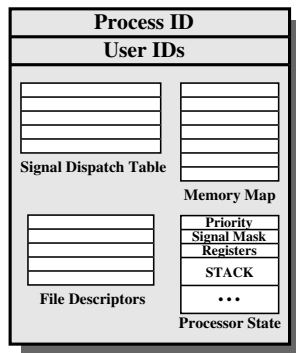 Process ID
User IDs
Signal Dispatch Table
Memory Map
File Descriptors
Priority
Signal Mask
Registers
STACK
...
Processor State